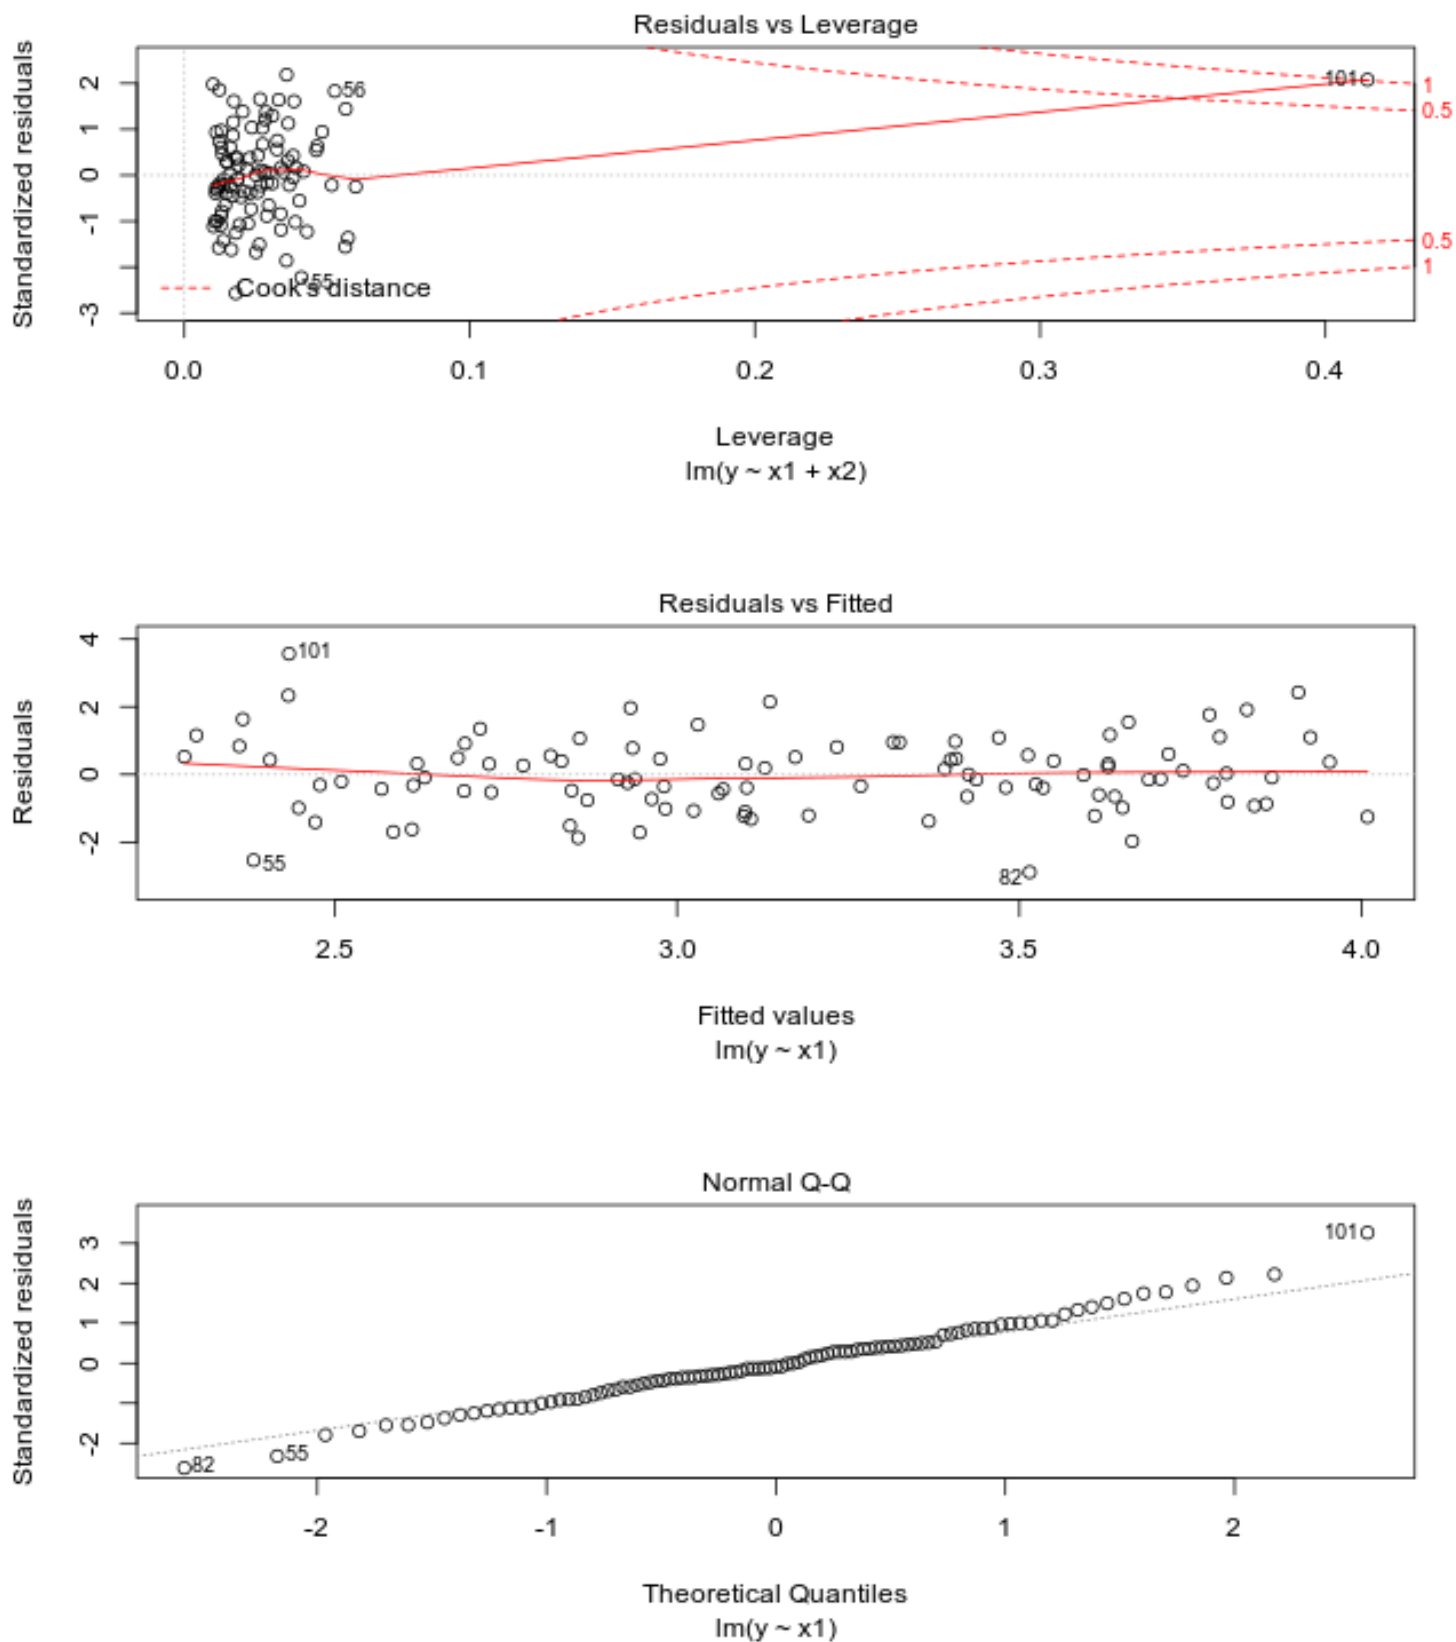 Residuals vs Leverage
Standardized residuals
2
1
0
-1
-3
56
101
1
0.5
0.5
1
55
Cook's distance
0.0 0.1 0.2 0.3 0.4
Leverage
lm(y ~ x1 + x2)
Residuals vs Fitted
Residuals
4
2
0
-2
101
55
82
2.5 3.0 3.5 4.0
Fitted values
lm(y ~ x1)
Normal Q-Q
Standardized residuals
3
2
1
0
-2
101
55
82
-2 -1 0 1 2
Theoretical Quantiles
lm(y ~ x1)